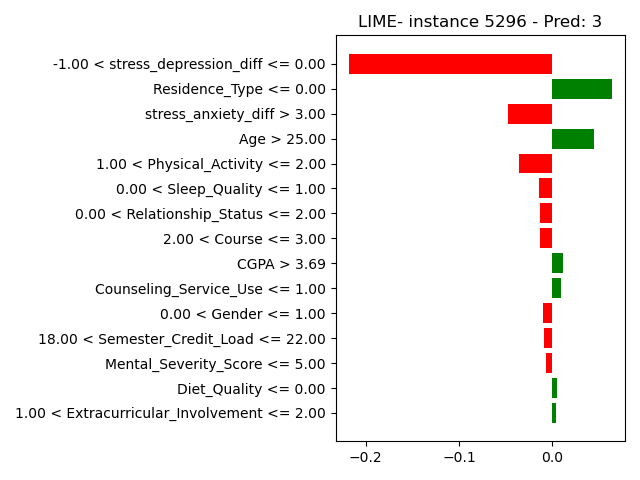 LIME- instance 5296 - Pred: 3
-1.00 < stress_depression_diff <= 0.00
Residence_Type <= 0.00
stress_anxiety_diff > 3.00
Age > 25.00
1.00 < Physical_Activity <= 2.00
0.00 < Sleep_Quality <= 1.00
0.00 < Relationship_Status <= 2.00
2.00 < Course <= 3.00
CGPA > 3.69
Counseling_Service_Use <= 1.00
0.00 < Gender <= 1.00
18.00 < Semester_Credit_Load <= 22.00
Mental_Severity_Score <= 5.00
Diet_Quality <= 0.00
1.00 < Extracurricular_Involvement <= 2.00
−0.2 −0.1 0.0